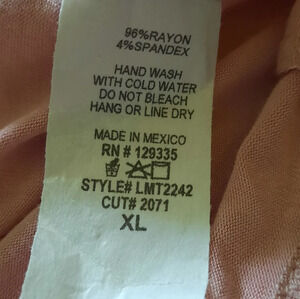 96%RAYON
4%SPANDEX
HAND WASH
WITH COLD WATER
DO NOT BLEACH
HANG OR LINE DRY
MADE IN MEXICO
RN # 129335
STYLE# LMT2242
CUT# 2071
XL